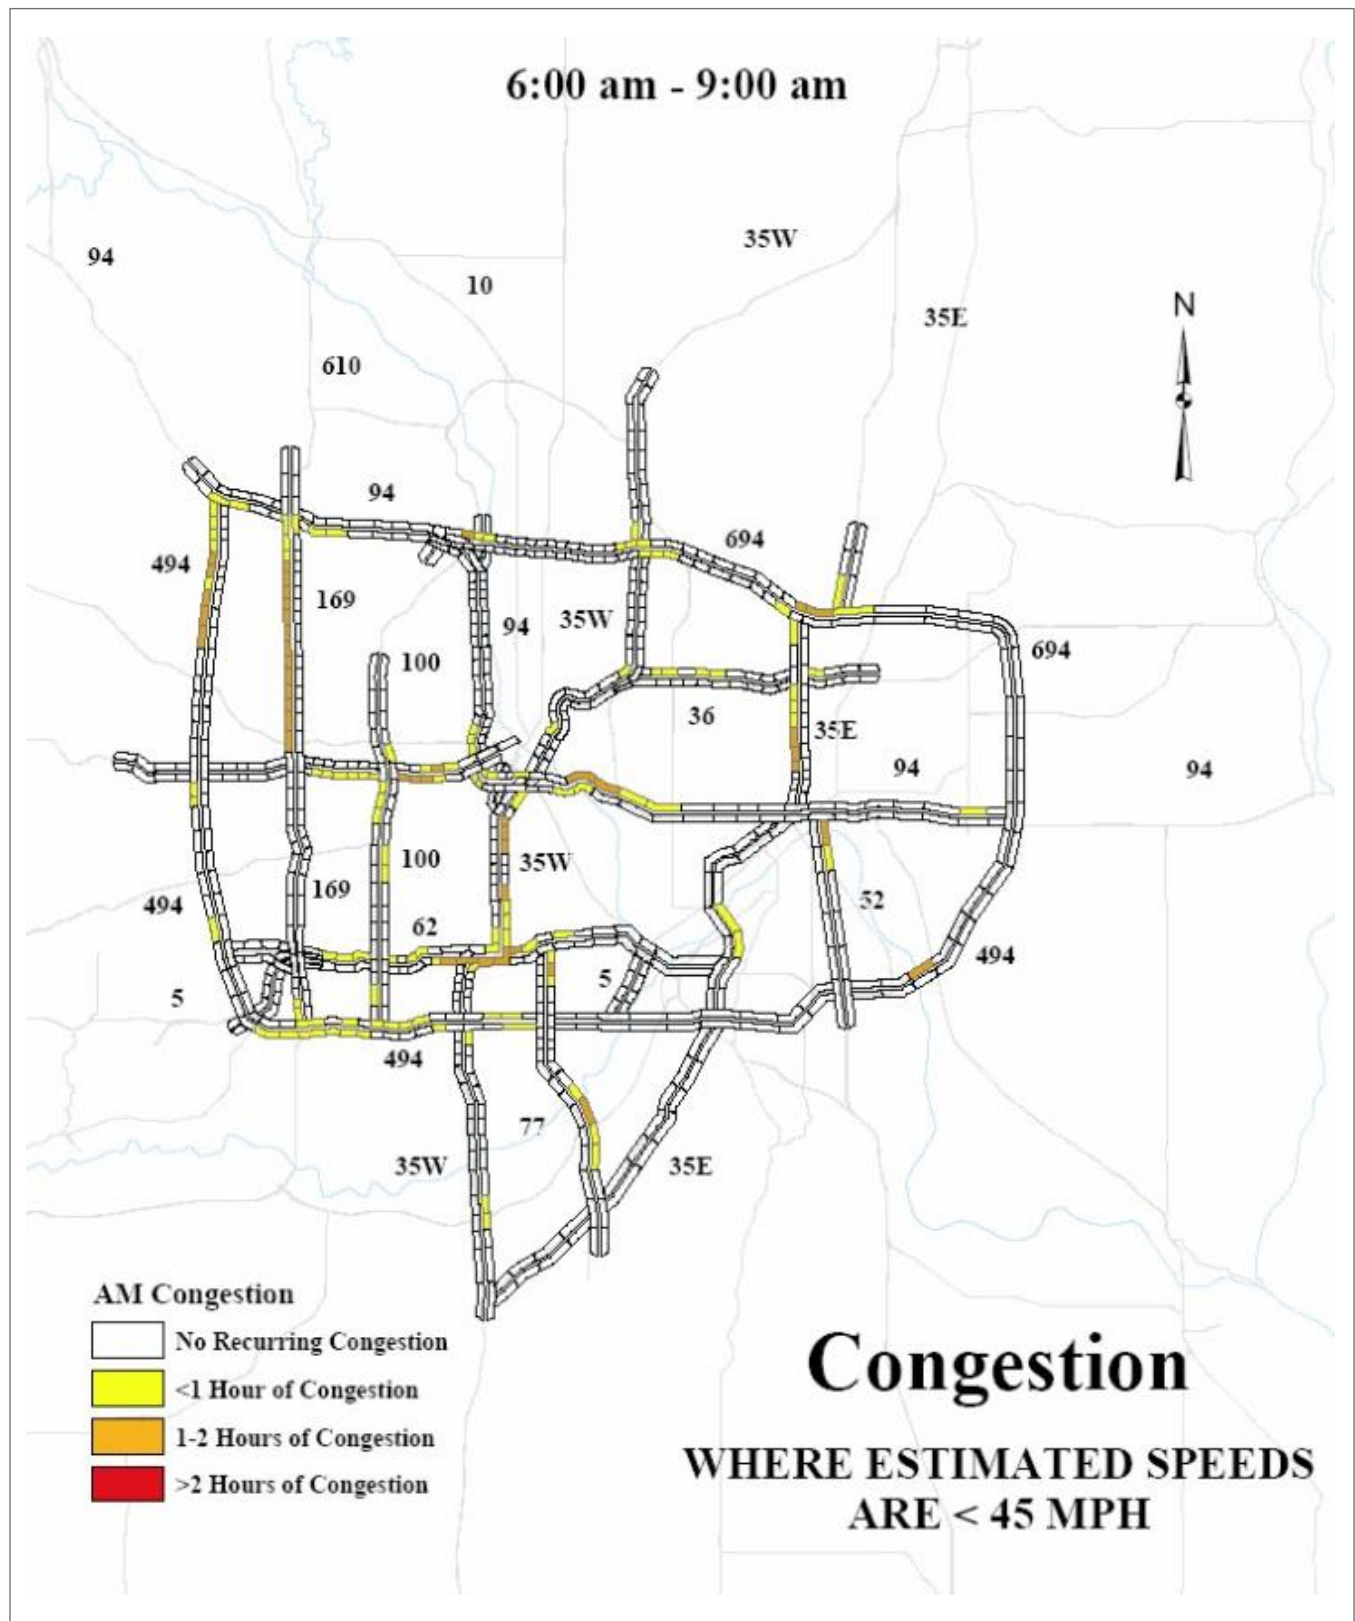 6:00 am - 9:00 am
35W
94
10
35E
N
610
94
694
494
169
35W
94
100
694
36
35E
94
94
100
35W
169
52
494
62
494
5
5
494
77
35W
35E
AM Congestion
No Recurring Congestion
<1 Hour of Congestion
1-2 Hours of Congestion
>2 Hours of Congestion
Congestion
WHERE ESTIMATED SPEEDS
ARE < 45 MPH